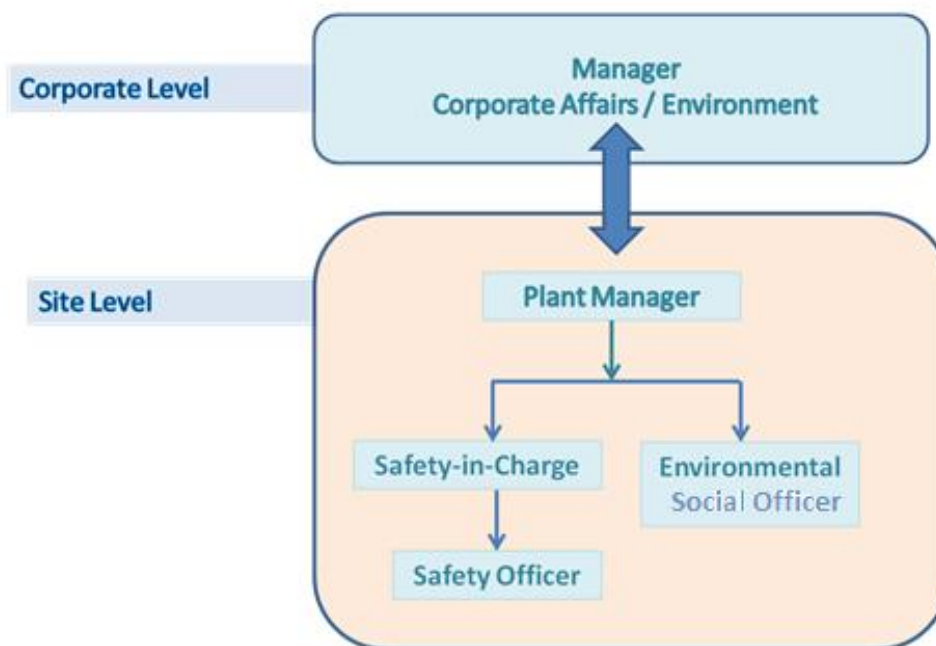 Corporate Level
Manager
Corporate Affairs / Environment
Site Level
Plant Manager
Safety-in-Charge
Environmental
Social Officer
Safety Officer